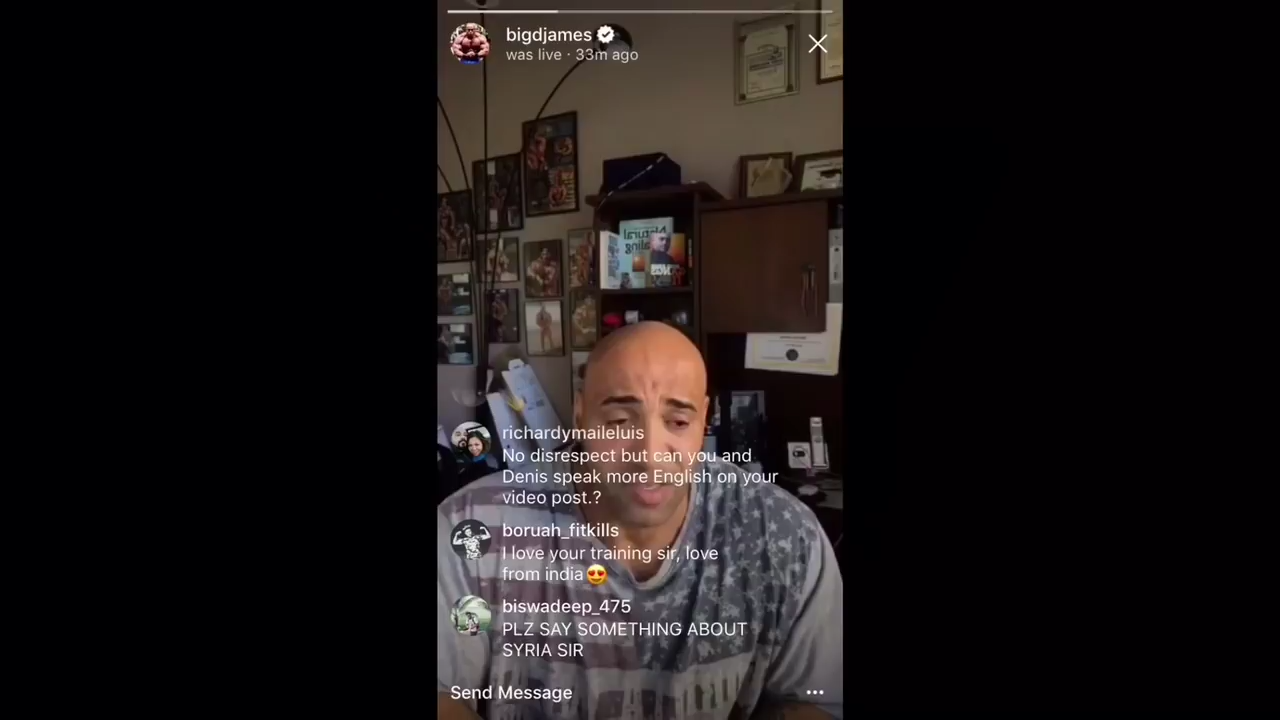 bigdjames
was live · 33m ago
Natural
richardymaileluis
No disrespect but can you and
Denis speak more English on your
video post.?
boruah_fitkills
I love your training sir, love
from india😍
biswadeep_475
PLZ SAY SOMETHING ABOUT
SYRIA SIR
Send Message